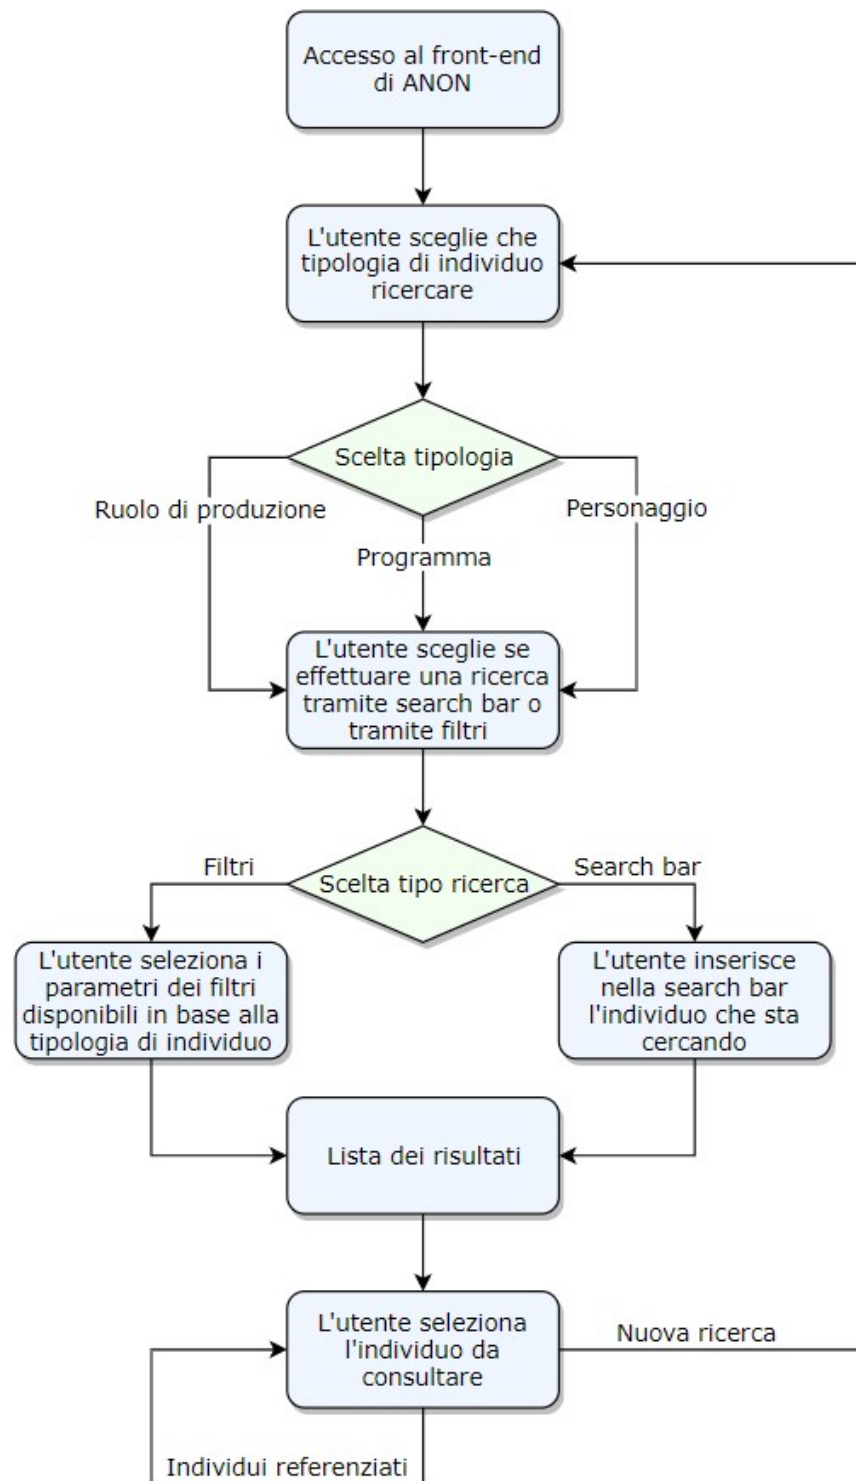 Accesso al front-end
di ANON
L'utente sceglie che
tipologia di individuo
ricercare
Scelta tipologia
Ruolo di produzione
Personaggio
Programma
L'utente sceglie se
effettuare una ricerca
tramite search bar o
tramite filtri
Filtri
Search bar
Scelta tipo ricerca
L'utente seleziona i
parametri dei filtri
disponibili in base alla
tipologia di individuo
L'utente inserisce
nella search bar
l'individuo che sta
cercando
Lista dei risultati
L'utente seleziona
l'individuo da
consultare
Nuova ricerca
Individui referenziati